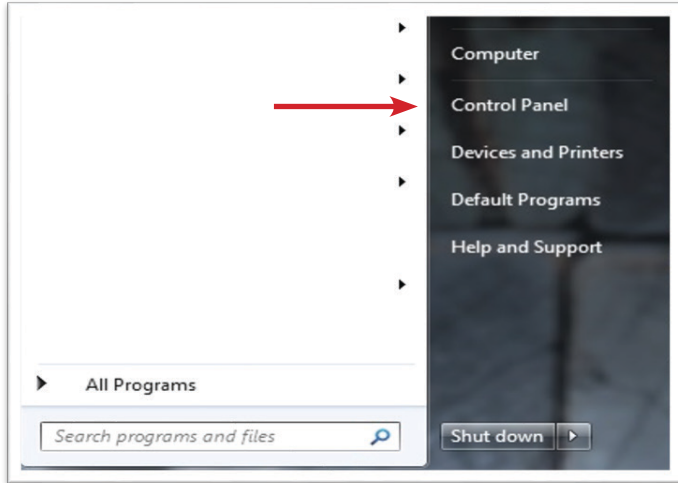 Computer
Control Panel
Devices and Printers
Default Programs
Help and Support
All Programs
Search programs and files
Shut down